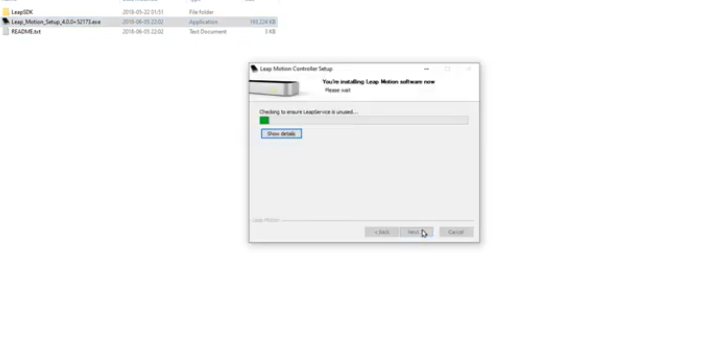 LeapSDK 2018-05-22 01:51 File folder
Leap_Motion_Setup_4.0.0+52173.exe 2018-06-05 22:02 Application 193,224 KB
README.txt 2018-06-05 22:02 Text Document 3 KB
Leap Motion Controller Setup
You're installing Leap Motion software now
Please wait
Checking to ensure LeapService is unused...
Show details
Leap Motion
< Back Next Cancel